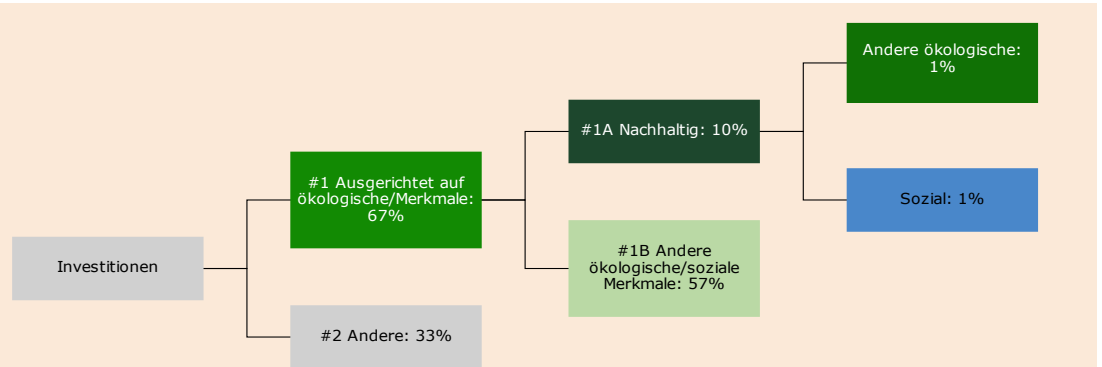 Investitionen
#1 Ausgerichtet auf
ökologische/Merkmale:
67%
#2 Andere: 33%
#1A Nachhaltig: 10%
#1B Andere
ökologische/soziale
Merkmale: 57%
Andere ökologische:
1%
Sozial: 1%